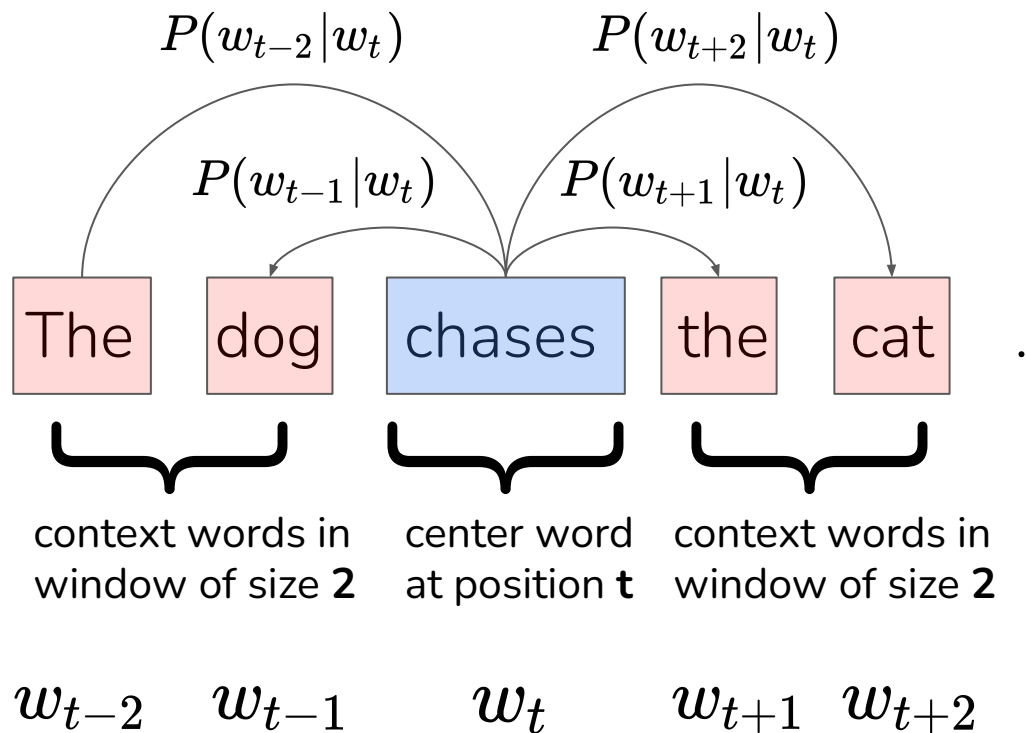 P(w_{t-2}|w_t) P(w_{t+2}|w_t)
P(w_{t-1}|w_t) P(w_{t+1}|w_t)
The dog chases the cat .
context words in
window of size 2
center word
at position t
context words in
window of size 2
w_{t-2} w_{t-1} w_t w_{t+1} w_{t+2}